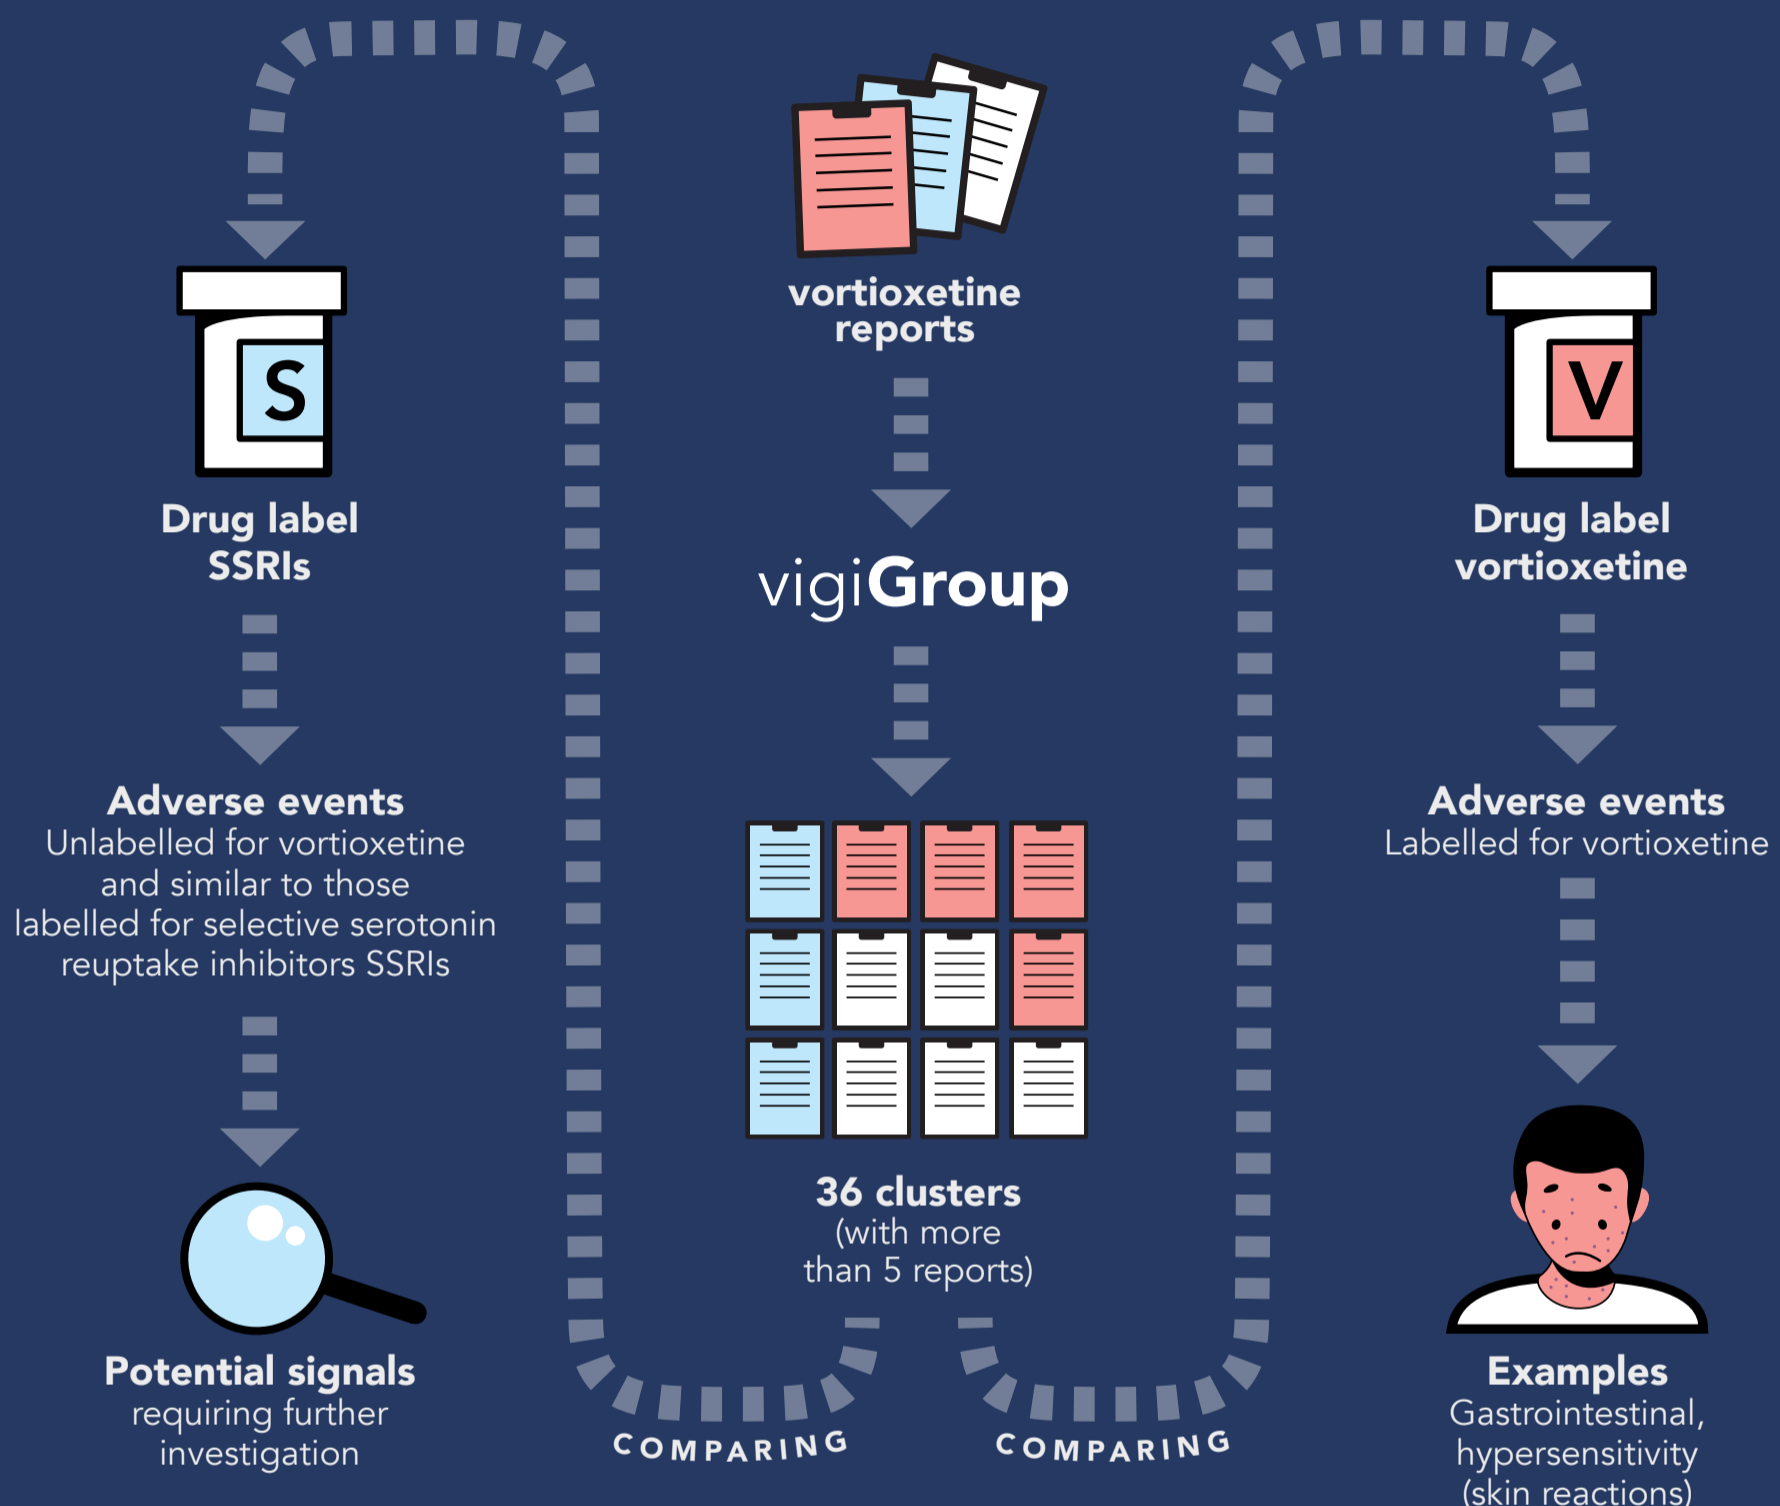 vortioxetine
reports
vigiGroup
36 clusters
(with more
than 5 reports)
COMPARING
COMPARING
S
Drug label
SSRIs
Adverse events
Unlabelled for vortioxetine
and similar to those
labelled for selective serotonin
reuptake inhibitors SSRIs
Potential signals
requiring further
investigation
V
Drug label
vortioxetine
Adverse events
Labelled for vortioxetine
Examples
Gastrointestinal,
hypersensitivity
(skin reactions)